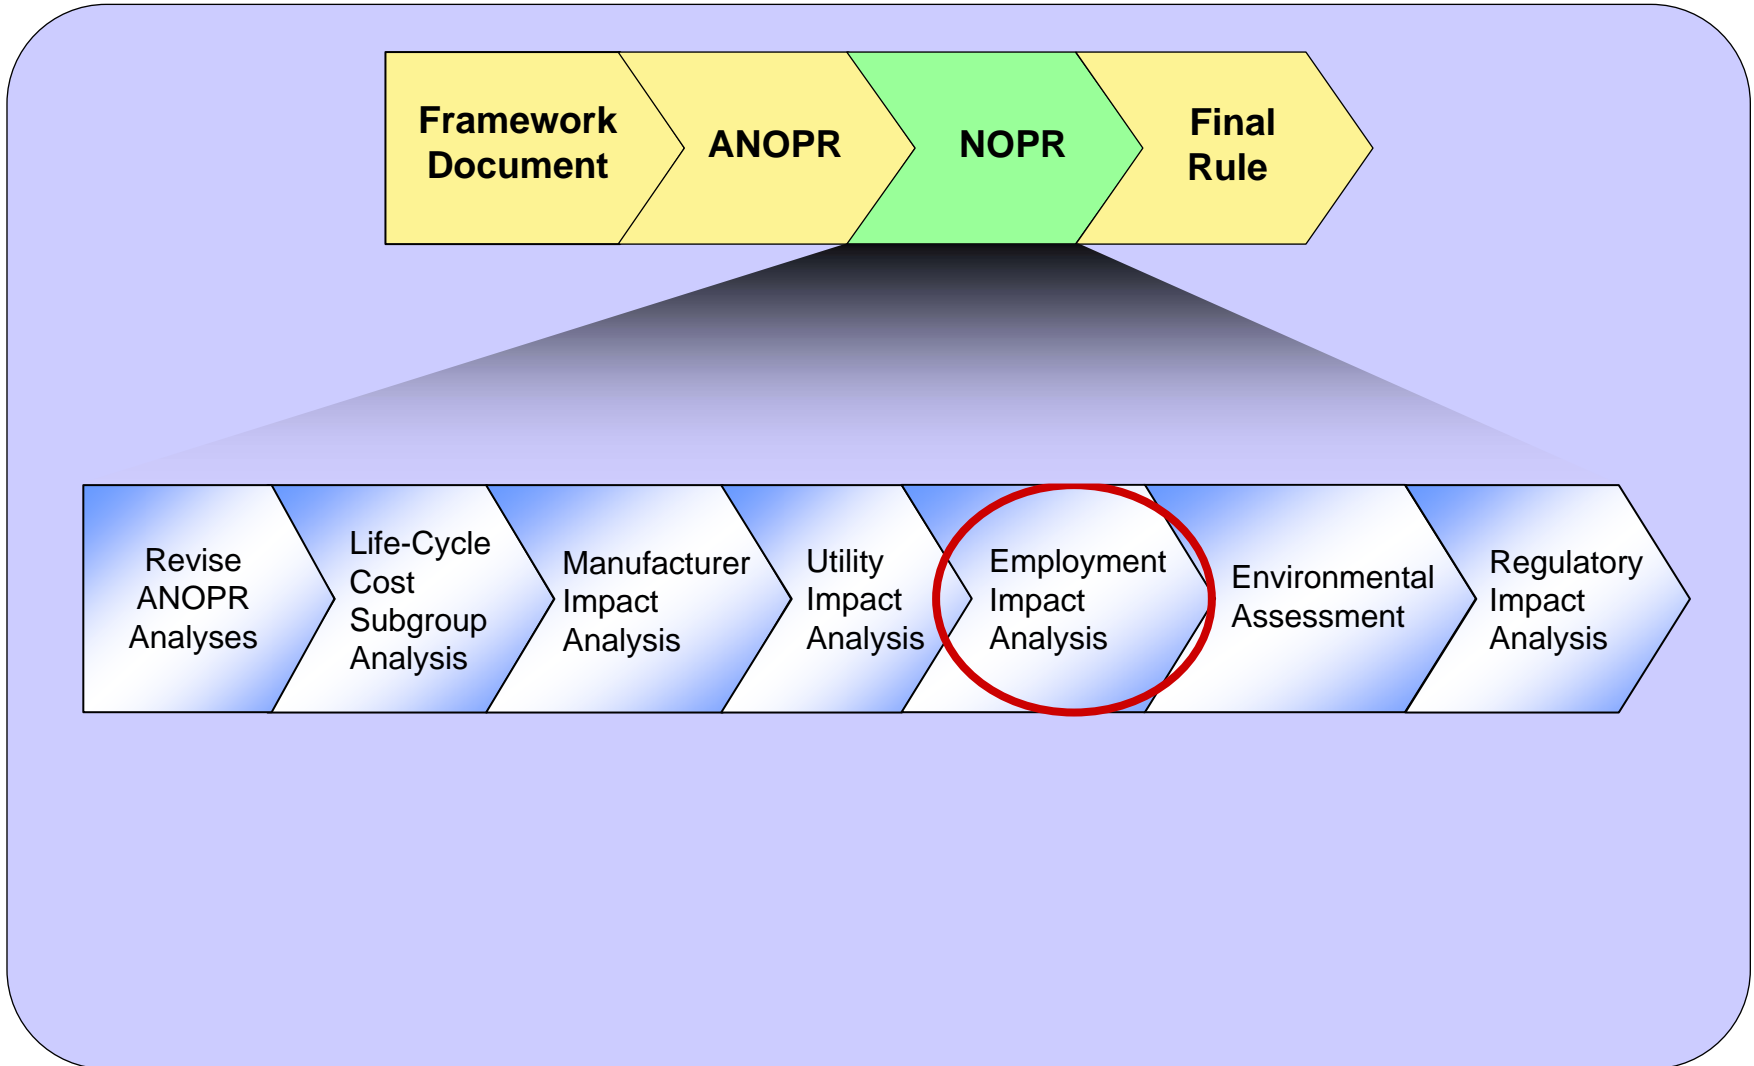 Framework
Document
ANOPR
NOPR
Final
Rule
Revise
ANOPR
Analyses
Life-Cycle
Cost
Subgroup
Analysis
Manufacturer
Impact
Analysis
Utility
Impact
Analysis
Employment
Impact
Analysis
Environmental
Assessment
Regulatory
Impact
Analysis